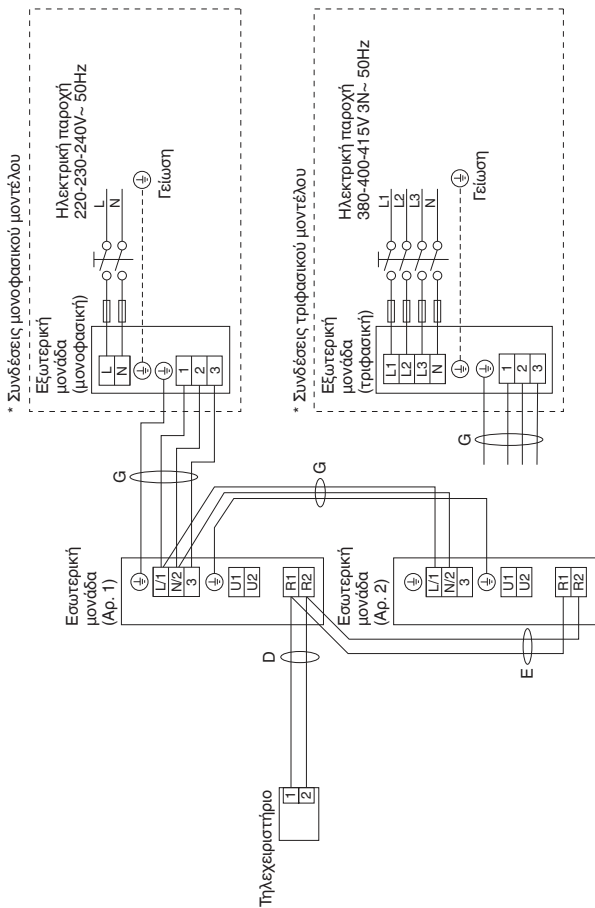 * Συνδέσεις μονοφασικού μοντέλου
Ηλεκτρική παροχή
220-230-240V~ 50Hz
L
N
Γείωση
Εξωτερική
μονάδα
(μονοφασική)
L
N
1
2
3
G
* Συνδέσεις τριφασικού μοντέλου
Ηλεκτρική παροχή
380-400-415V 3N~ 50Hz
L1
L2
L3
N
Γείωση
Εξωτερική
μονάδα
(τριφασική)
L1
L2
L3
N
1
2
3
G
G
Εσωτερική
μονάδα
(Αρ. 1)
L/1
N/2
3
U1
U2
R1
R2
Εσωτερική
μονάδα
(Αρ. 2)
L/1
N/2
3
U1
U2
R1
R2
D
E
Τηλεχειριστήριο
1
2